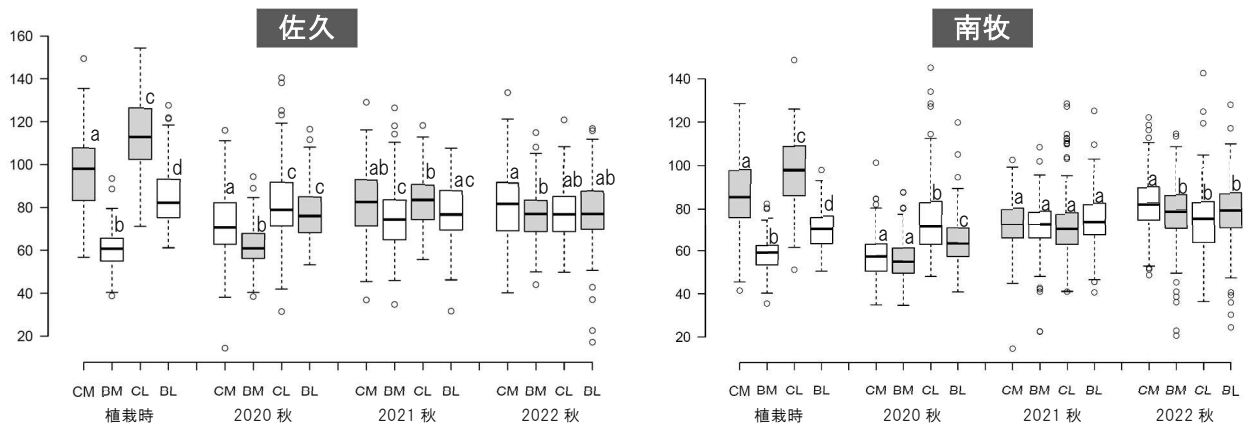 佐久
160
140
120
100
80
60
40
20
a b c d
a b c c
ab c b ac
a b ab ab
CM BM CL BL CM BM CL BL CM BM CL BL CM BM CL BL
植栽時 2020 秋 2021 秋 2022 秋
南牧
140
120
100
80
60
40
20
a b c d
a a b c
a a a a
a b c b
CM BM CL BL CM BM CL BL CM BM CL BL CM BM CL BL
植栽時 2020 秋 2021 秋 2022 秋